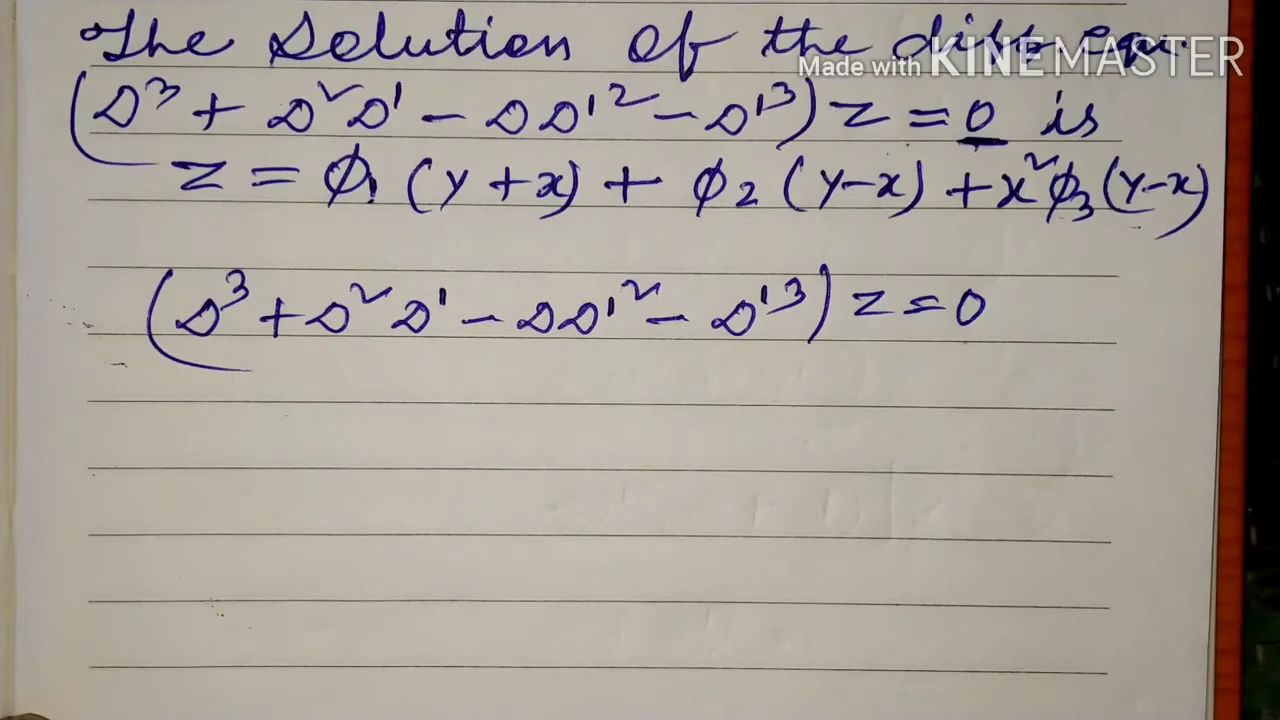 The Solution of the diff equ.
Made with KINEMASTER
(D³ + D²D' - DD'² - D'³) z = 0 is
z = ϕ₁ (y + x) + ϕ₂ (y - x) + x²ϕ₃ (y - x)
(D³ + D²D' - DD'² - D'³) z = 0